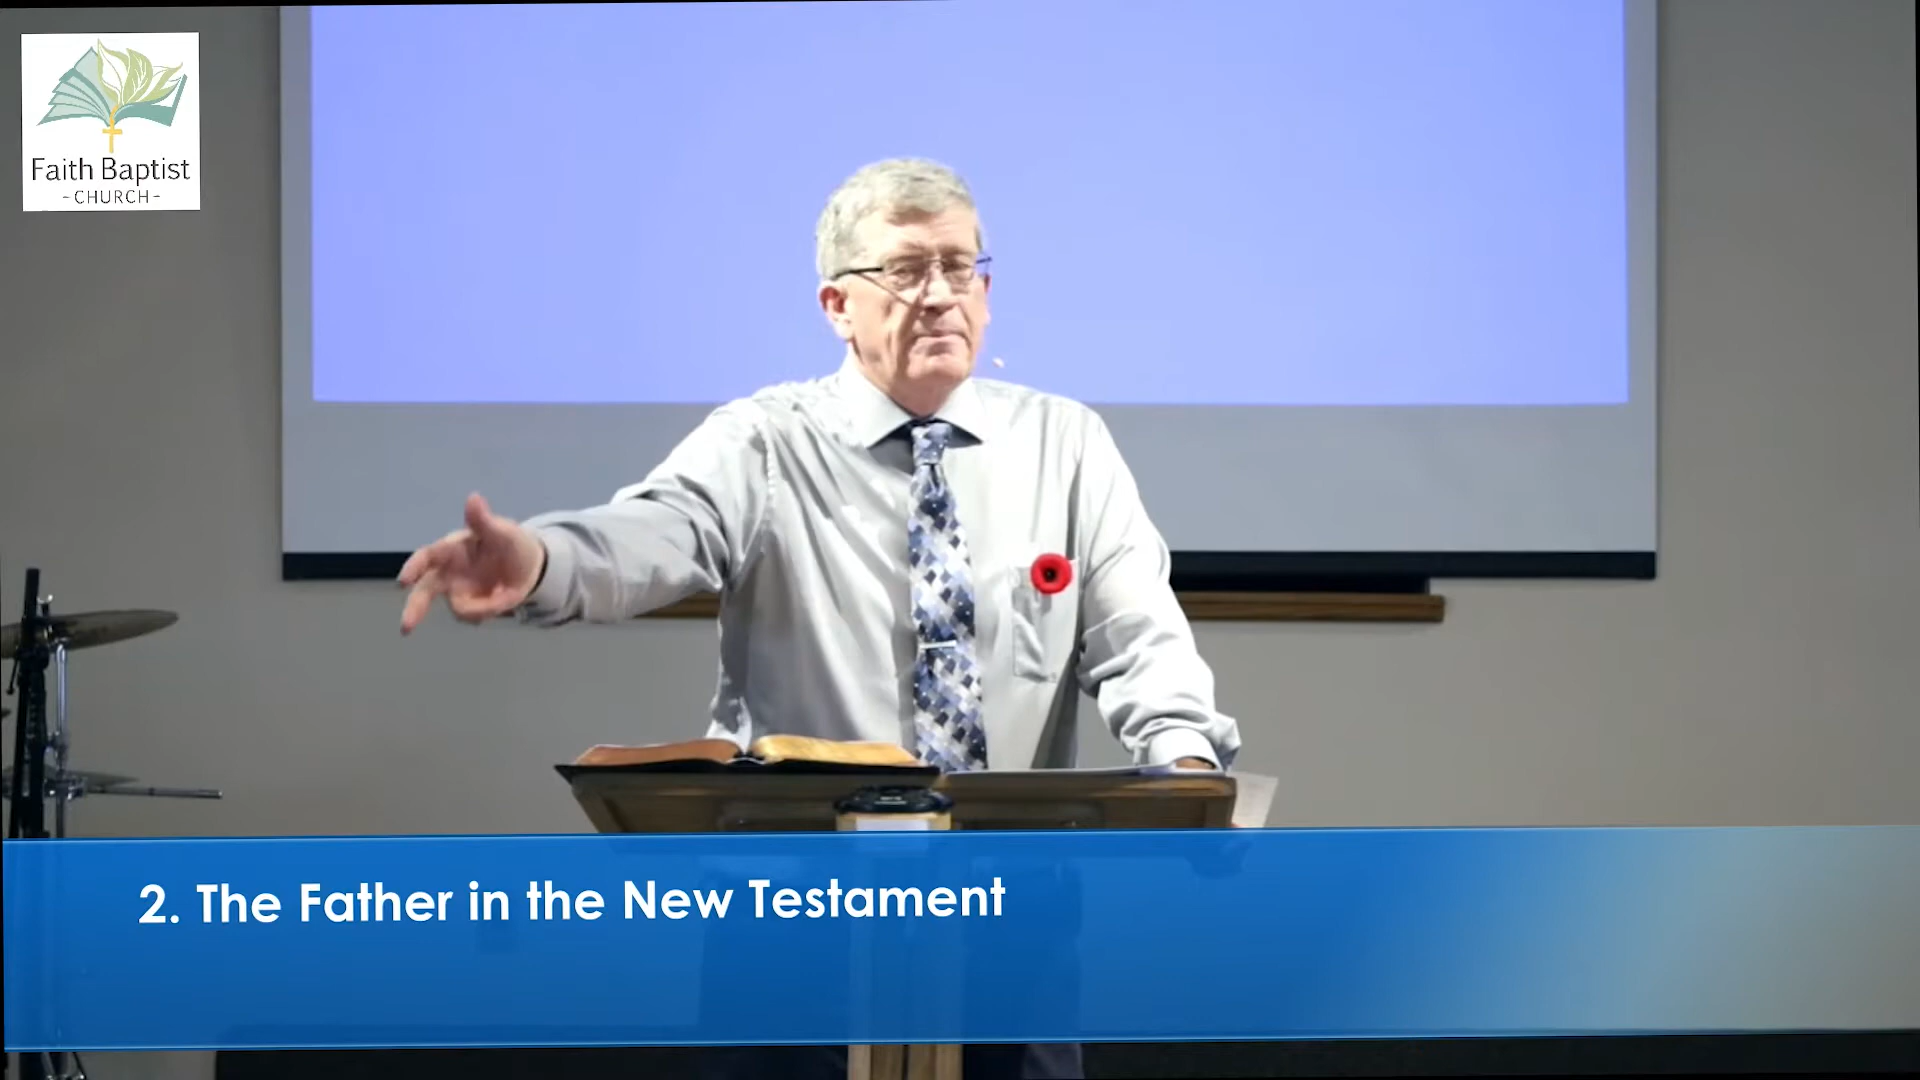 Faith Baptist
-CHURCH-
2. The Father in the New Testament